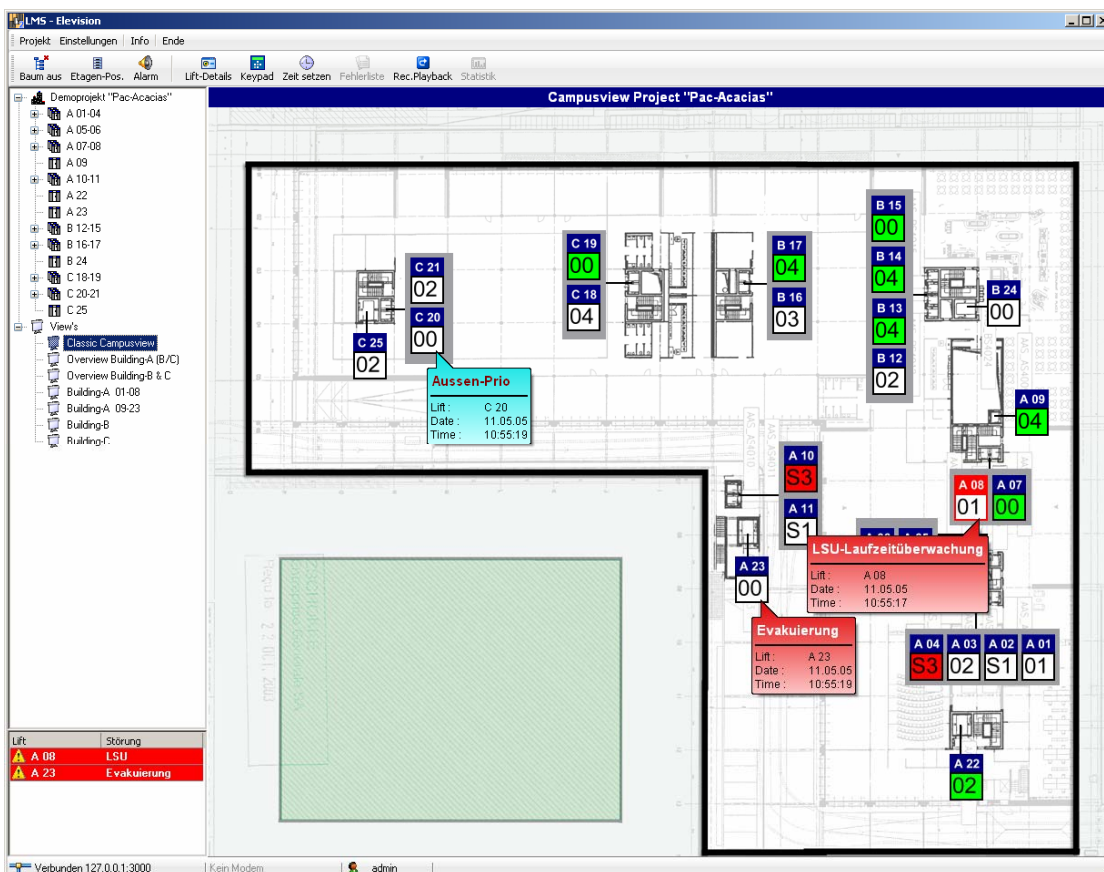 LMS - Elevision
Projekt Einstellungen Info Ende
Baum aus Etagen-Pos. Alarm Lift-Details Keypad Zeit setzen Fehlerliste Rec.Playback Statistik
Demoprojekt "Pac-Acacias"
A 01-04
A 05-06
A 07-08
A 09
A 10-11
A 22
A 23
B 12-15
B 16-17
B 24
C 18-19
C 20-21
C 25
View's
Classic Campusview
Overview Building-A (B/C)
Overview Building-B & C
Building-A 01-08
Building-A 09-23
Building-B
Building-C
Lift Störung
A 08 LSU
A 23 Evakuierung
Campusview Project "Pac-Acacias"
C 21
02
C 20
00
C 25
02
Aussen-Prio
Lift : C 20
Date : 11.05.05
Time : 10:55:19
C 19
00
C 18
04
B 17
04
B 16
03
B 15
00
B 14
04
B 13
04
B 12
02
B 24
00
A 09
04
A 10
S3
A 11
S1
A 08 A 07
01 00
LSU-Laufzeitüberwachung
Lift : A 08
Date : 11.05.05
Time : 10:55:17
A 23
00
Evakuierung
Lift : A 23
Date : 11.05.05
Time : 10:55:19
A 04 A 03 A 02 A 01
S3 02 S1 01
A 22
02
2 2 OCT. 2003
Verbunden 127.0.0.1:3000 Kein Modem admin